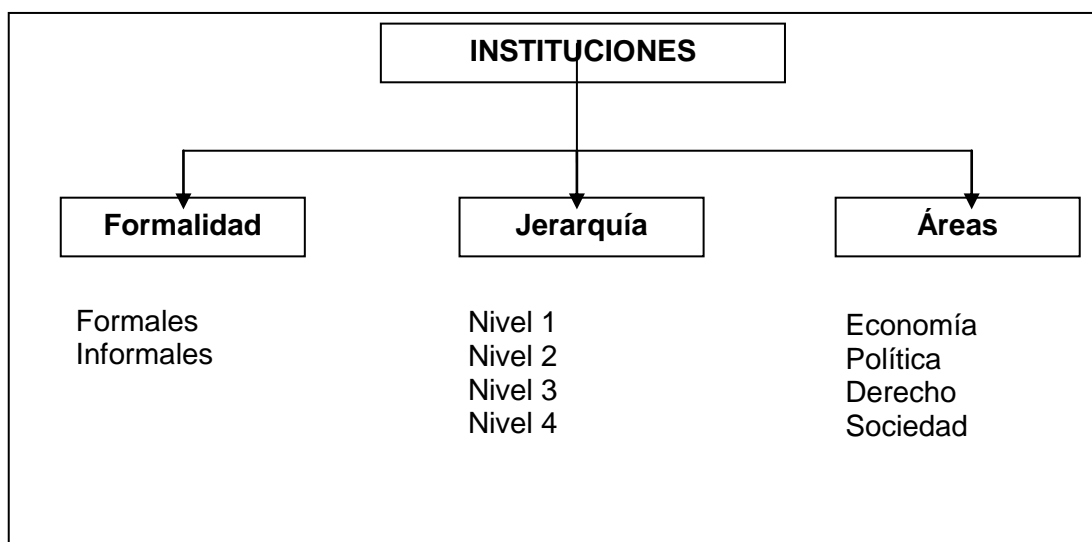 INSTITUCIONES
Formalidad
Jerarquía
Áreas
Formales
Informales
Nivel 1
Nivel 2
Nivel 3
Nivel 4
Economía
Política
Derecho
Sociedad